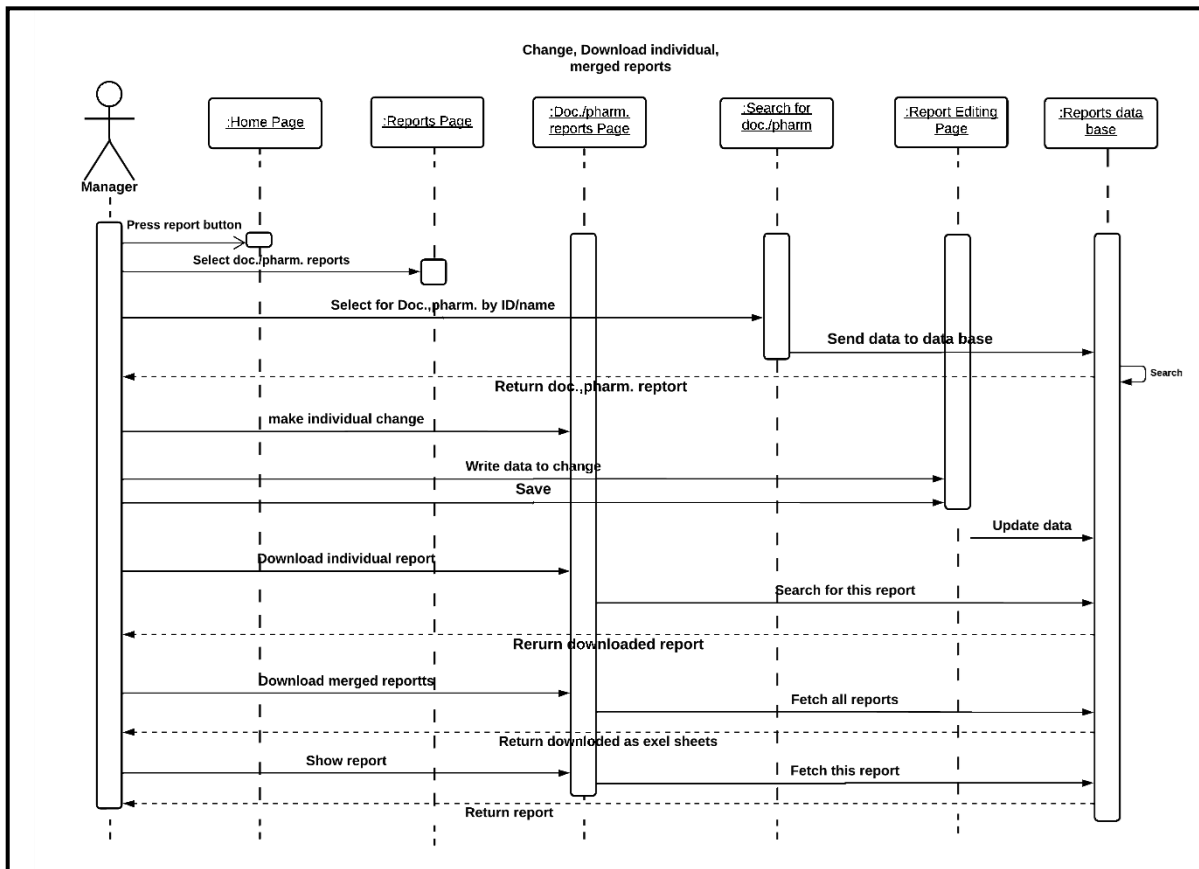 Change, Download individual,
merged reports
:Home Page
:Reports Page
:Doc./pharm.
reports Page
:Search for
doc./pharm
:Report Editing
Page
:Reports data
base
Manager
Press report button
Select doc./pharm. reports
Select for Doc.,pharm. by ID/name
Send data to data base
Search
Return doc.,pharm. reptort
make individual change
Write data to change
Save
Update data
Download individual report
Search for this report
Rerurn downloaded report
Download merged reportts
Fetch all reports
Return downloded as exel sheets
Show report
Fetch this report
Return report